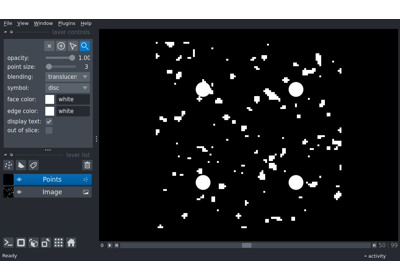 File View Window Plugins Help
layer controls
opacity: 1.00
point size: 3
blending: translucen
symbol: disc
face color: white
edge color: white
display text:
out of slice:
layer list
Points
Image
0 50 99
Ready activity